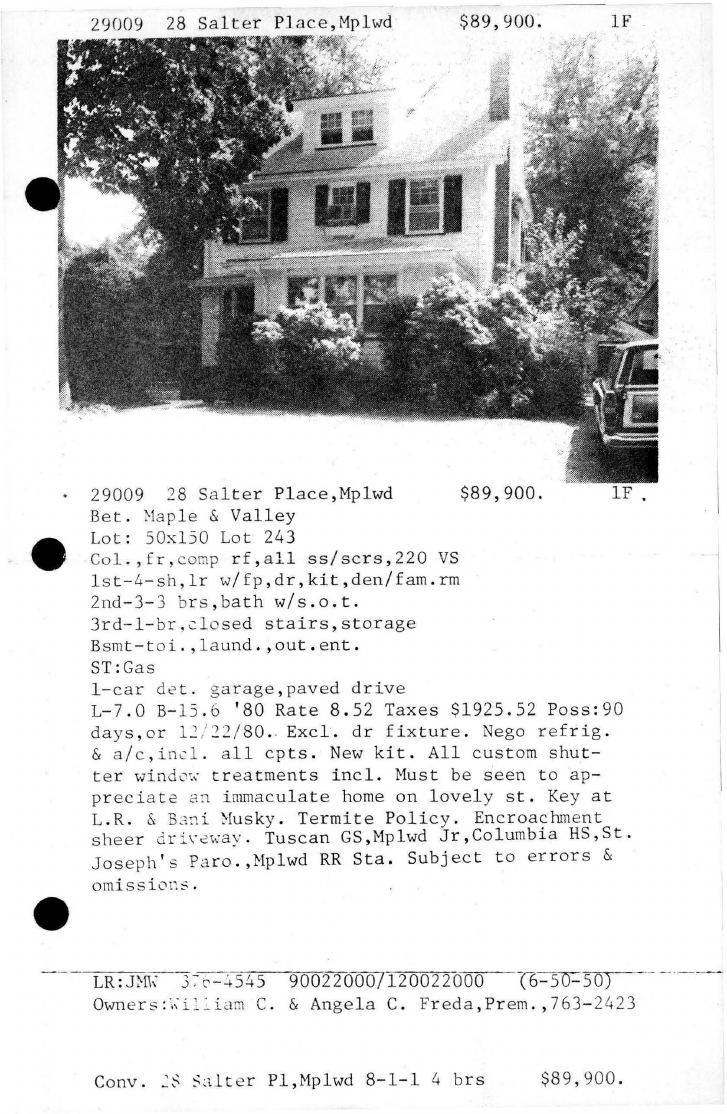 29009 28 Salter Place,Mplwd $89,900. 1F
29009 28 Salter Place,Mplwd $89,900. 1F.
Bet. Maple & Valley
Lot: 50x150 Lot 243
Col.,fr,comp rf,all ss/scrs,220 VS
1st-4-sh,lr w/fp,dr,kit,den/fam.rm
2nd-3-3 brs,bath w/s.o.t.
3rd-1-br,closed stairs,storage
Bsmt-toi.,laund.,out.ent.
ST:Gas
1-car det. garage,paved drive
L-7.0 B-15.6 '80 Rate 8.52 Taxes $1925.52 Poss:90
days,or 12/22/80. Excl. dr fixture. Nego refrig.
& a/c,incl. all cpts. New kit. All custom shut-
ter window treatments incl. Must be seen to ap-
preciate an immaculate home on lovely st. Key at
L.R. & Bani Musky. Termite Policy. Encroachment
sheer driveway. Tuscan GS,Mplwd Jr,Columbia HS,St.
Joseph's Paro.,Mplwd RR Sta. Subject to errors &
omissions.
LR:JMW 376-4545 90022000/120022000 (6-50-50)
Owners:William C. & Angela C. Freda,Prem.,763-2423
Conv. 28 Salter Pl,Mplwd 8-1-1 4 brs $89,900.